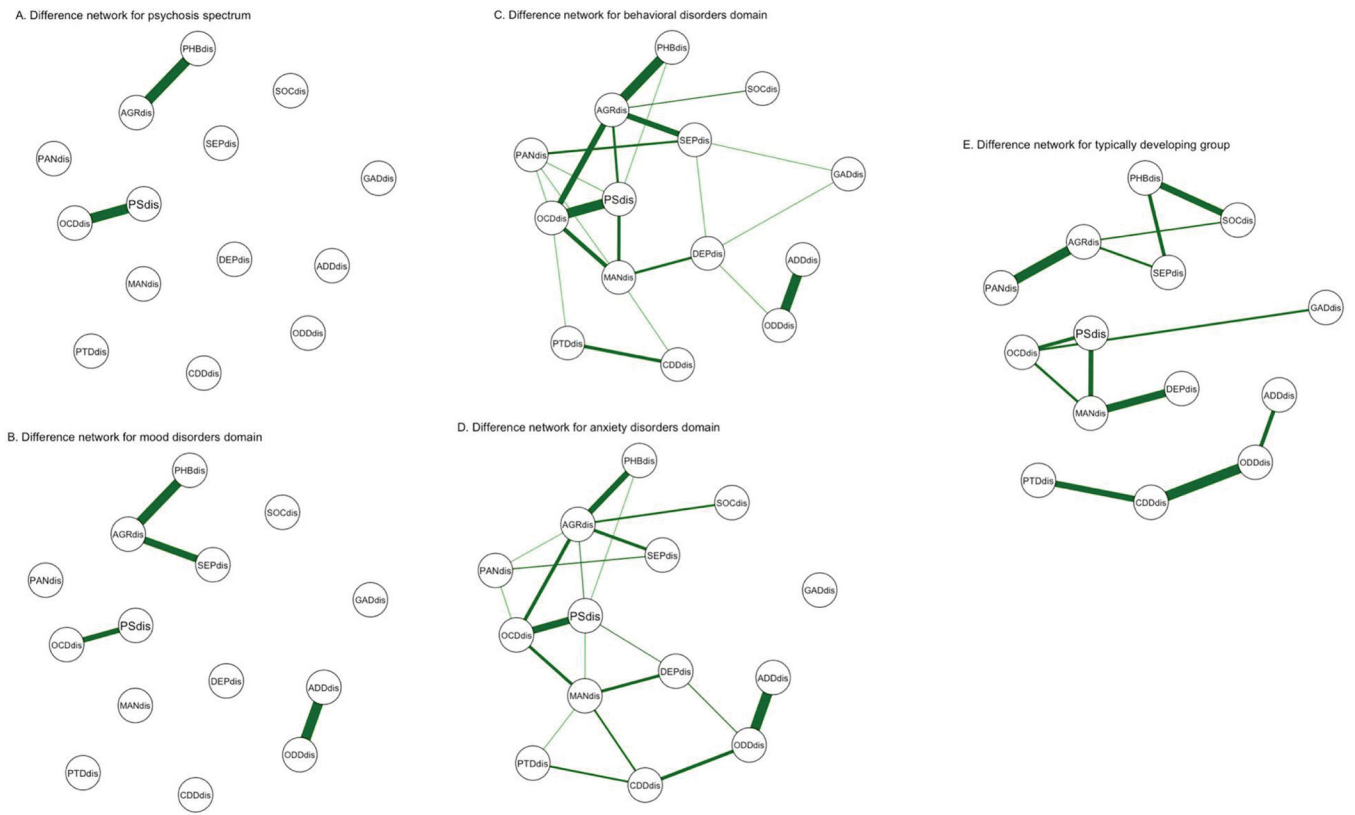 A. Difference network for psychosis spectrum
PHBdis
SOCdis
AGRdis
SEPdis
PANdis
GADdis
PSdis
OCDdis
DEPdis
ADDdis
MANdis
ODDdis
PTDdis
CDDdis
B. Difference network for mood disorders domain
PHBdis
SOCdis
AGRdis
SEPdis
PANdis
GADdis
PSdis
OCDdis
DEPdis
ADDdis
MANdis
ODDdis
PTDdis
CDDdis
C. Difference network for behavioral disorders domain
PHBdis
SOCdis
AGRdis
SEPdis
PANdis
GADdis
PSdis
OCDdis
DEPdis
ADDdis
MANdis
ODDdis
PTDdis
CDDdis
D. Difference network for anxiety disorders domain
PHBdis
SOCdis
AGRdis
SEPdis
PANdis
GADdis
PSdis
OCDdis
DEPdis
ADDdis
MANdis
ODDdis
PTDdis
CDDdis
E. Difference network for typically developing group
PHBdis
SOCdis
AGRdis
SEPdis
PANdis
GADdis
PSdis
OCDdis
DEPdis
ADDdis
MANdis
ODDdis
PTDdis
CDDdis